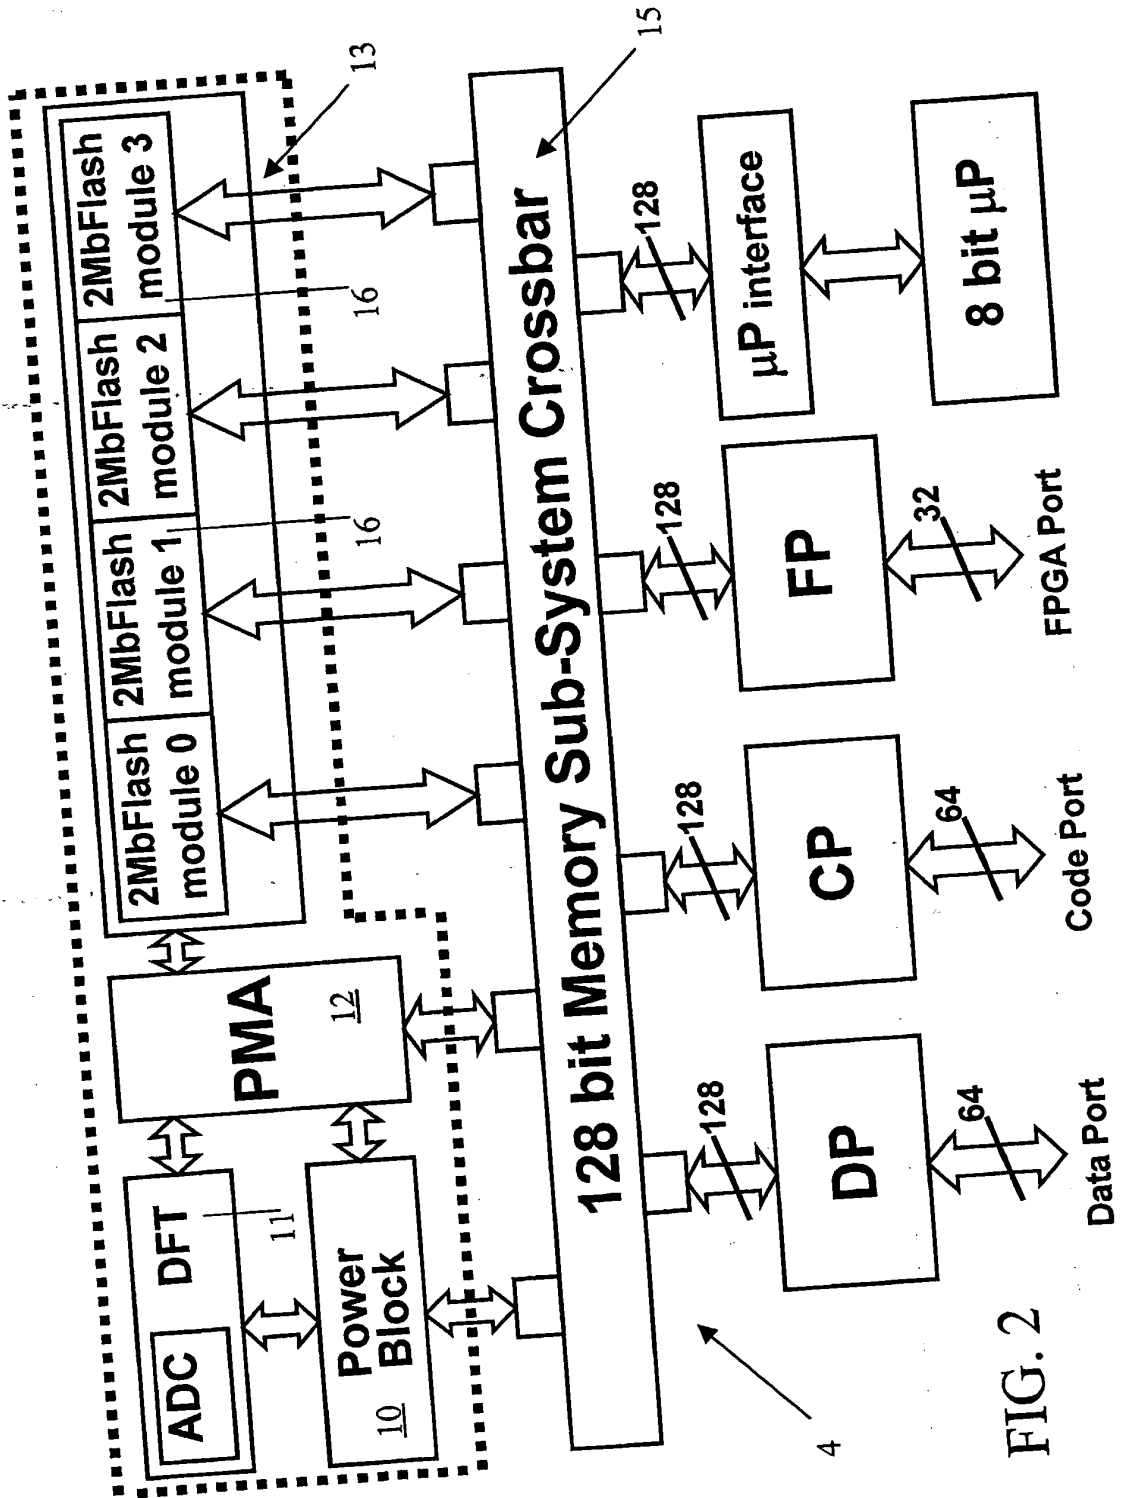 ADC
DFT
11
Power
Block
10
PMA
12
2MbFlash
module 0
2MbFlash
module 1
2MbFlash
module 2
2MbFlash
module 3
16
16
13
15
128 bit Memory Sub-System Crossbar
128
128
128
128
DP
CP
FP
µP interface
8 bit µP
64
64
32
Data Port
Code Port
FPGA Port
4
FIG. 2